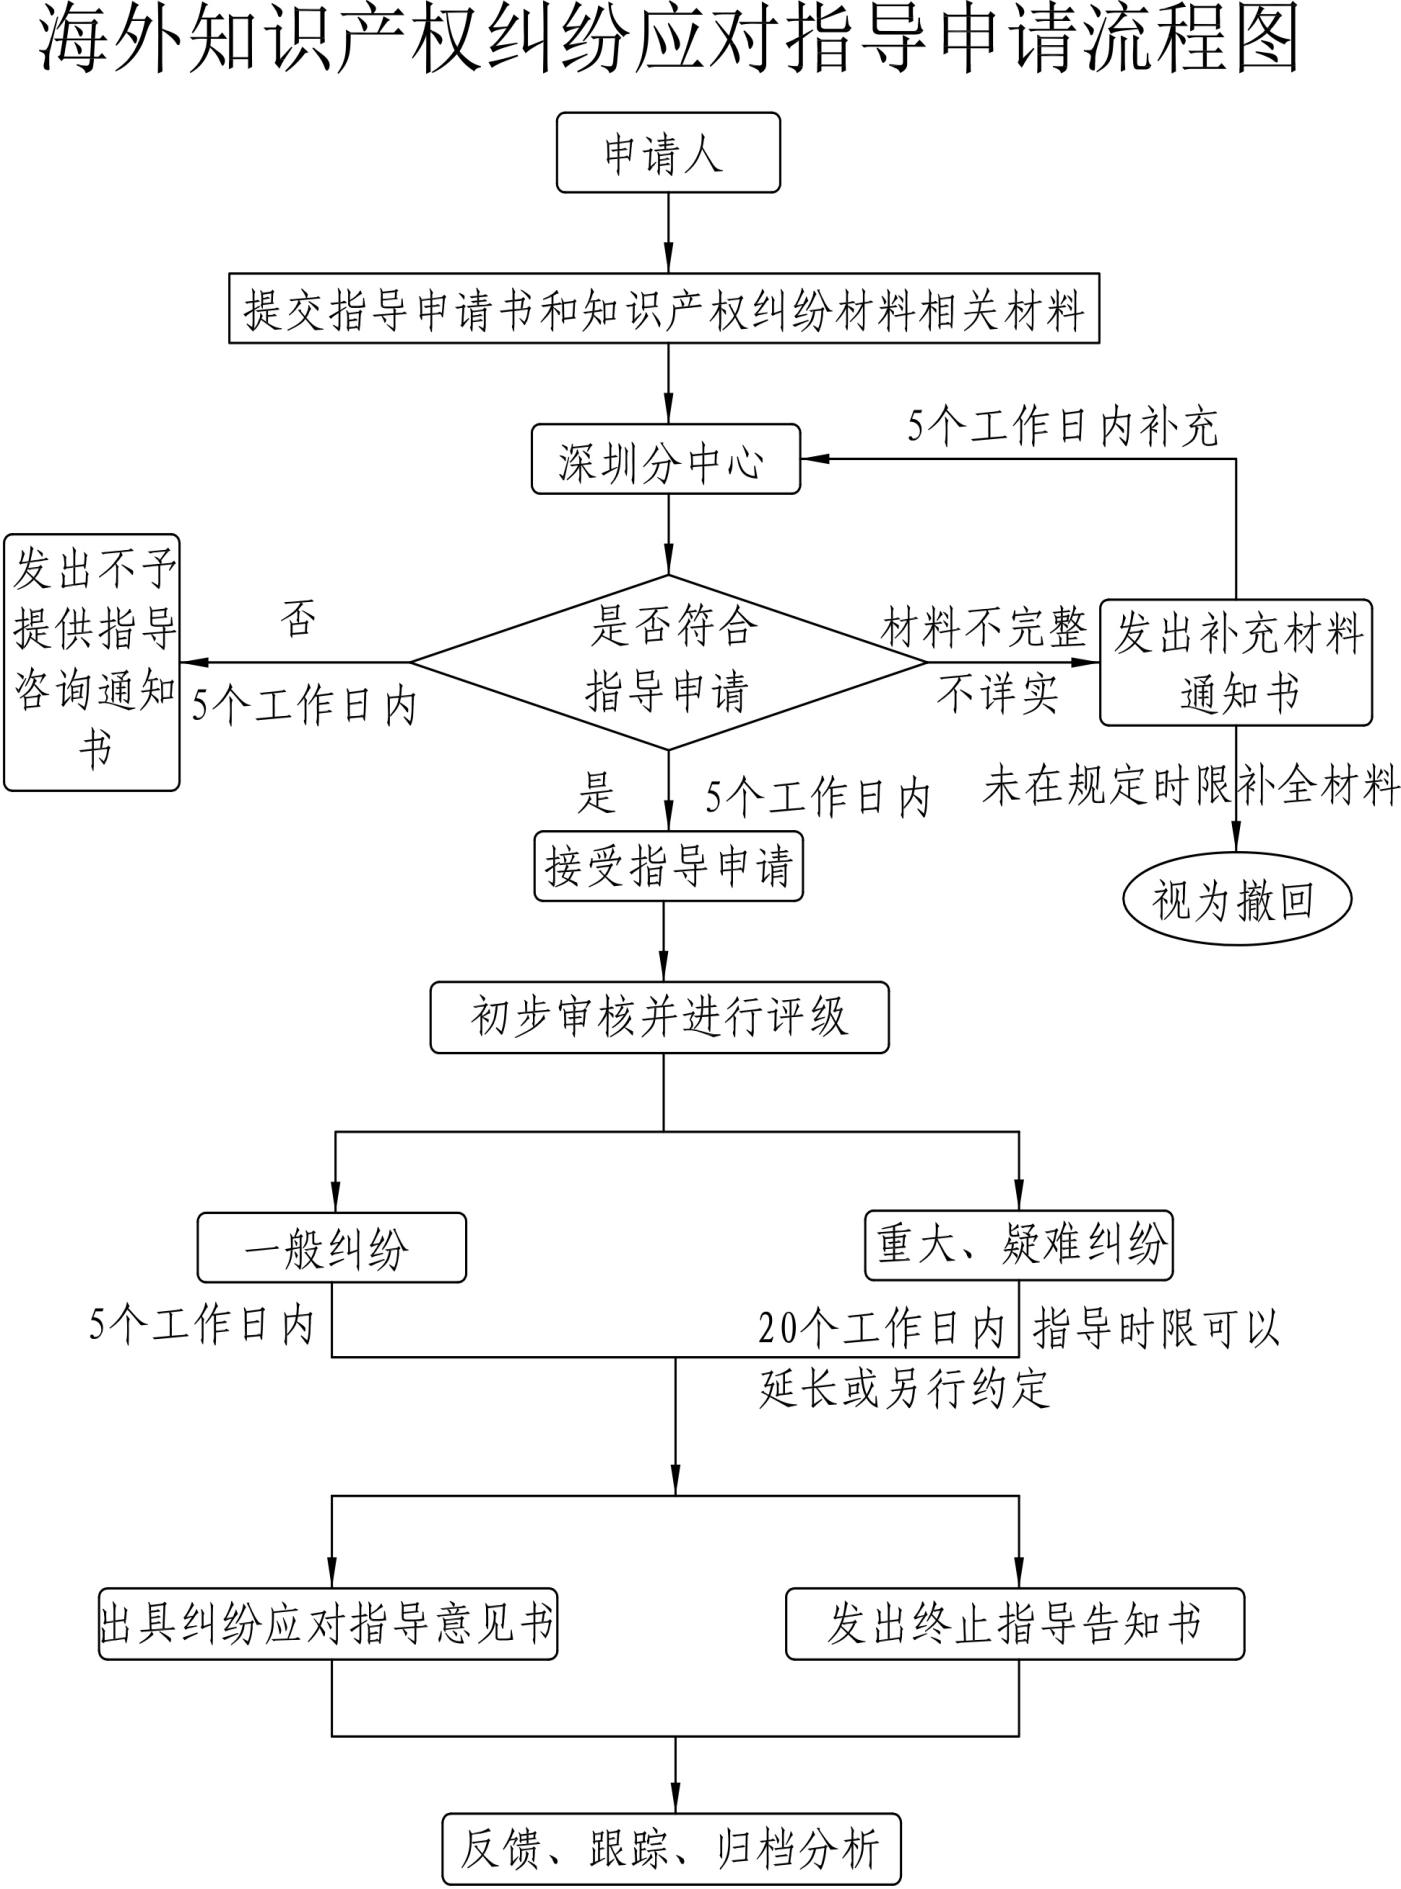 海外知识产权纠纷应对指导申请流程图
申请人
提交指导申请书和知识产权纠纷材料相关材料
5个工作日内补充
深圳分中心
发出不予
提供指导
咨询通知
书
否
5个工作日内
是否符合
指导申请
材料不完整
不详实
发出补充材料
通知书
是
5个工作日内
未在规定时限补全材料
接受指导申请
视为撤回
初步审核并进行评级
一般纠纷
重大、疑难纠纷
5个工作日内
20个工作日内 指导时限可以
延长或另行约定
出具纠纷应对指导意见书
发出终止指导告知书
反馈、跟踪、归档分析